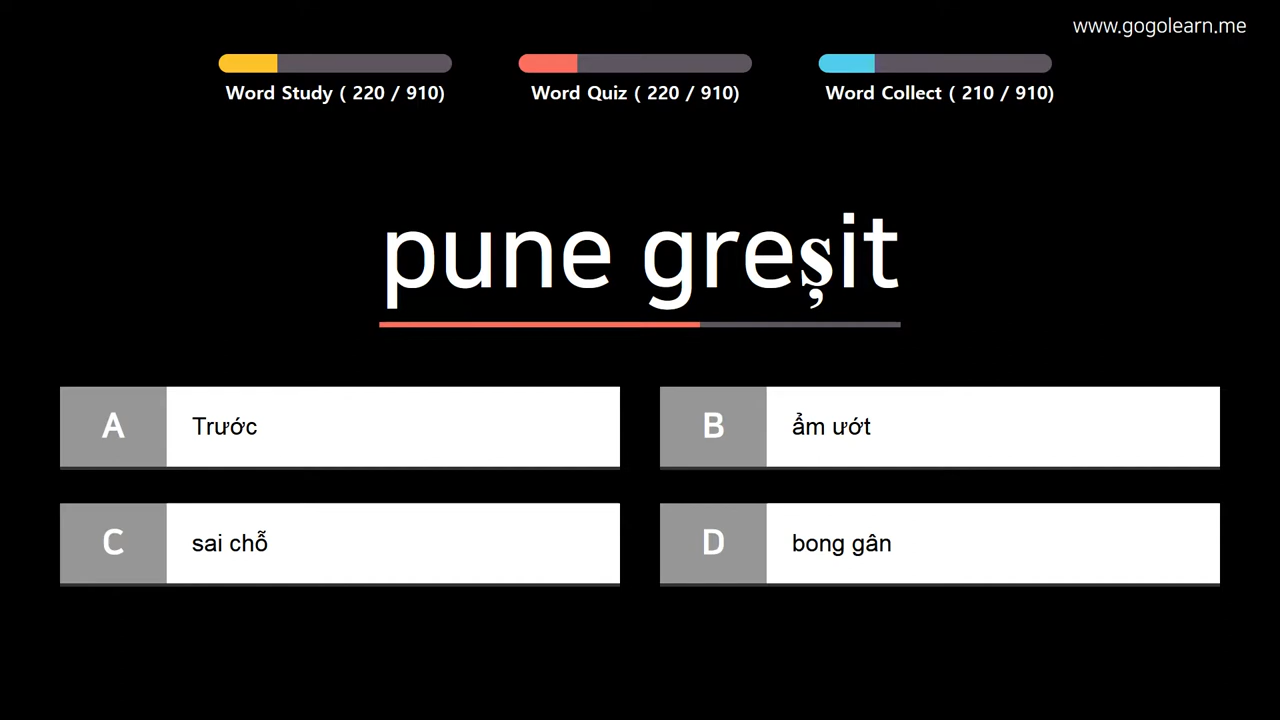 www.gogolearn.me
Word Study ( 220 / 910)
Word Quiz ( 220 / 910)
Word Collect ( 210 / 910)
pune greșit
A Trước
B ẩm ướt
C sai chỗ
D bong gân